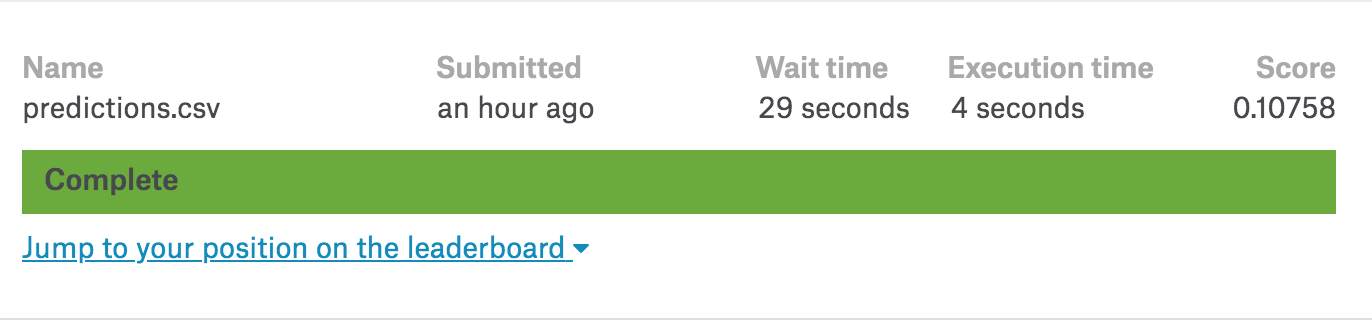 Name Submitted Wait time Execution time Score
predictions.csv an hour ago 29 seconds 4 seconds 0.10758
Complete
Jump to your position on the leaderboard